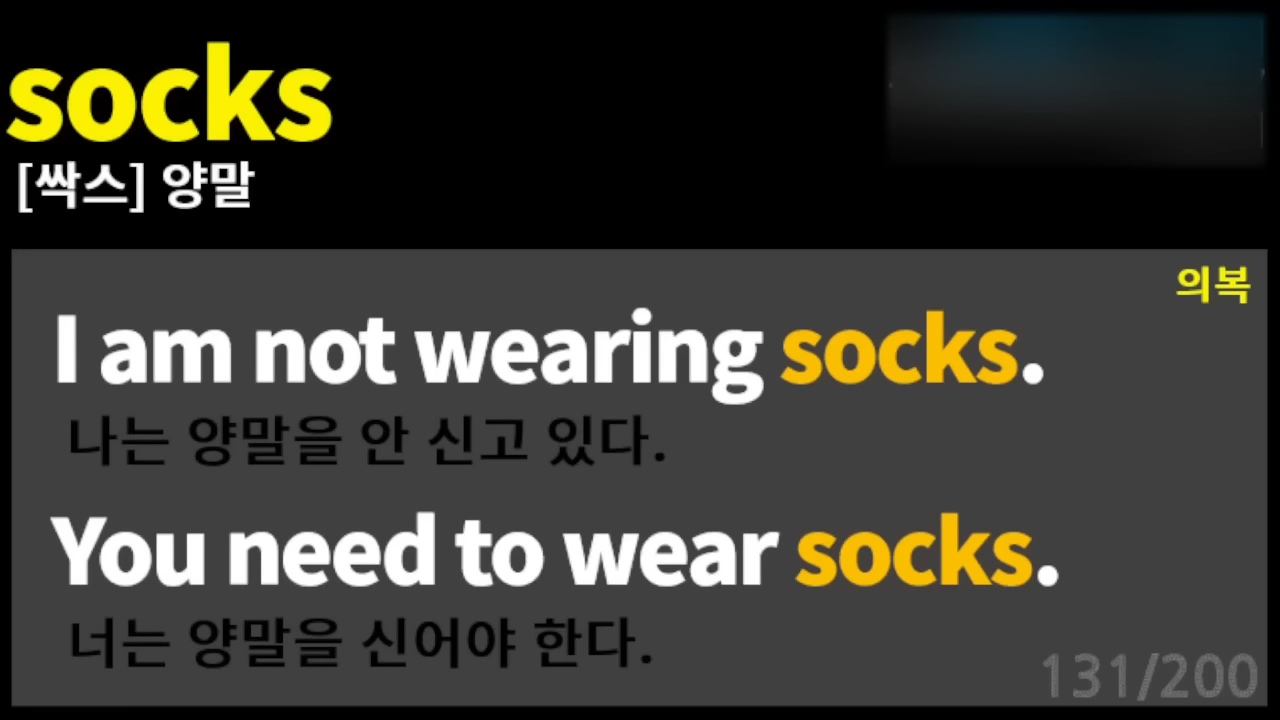 socks
[싹스] 양말
의복
I am not wearing socks.
나는 양말을 안 신고 있다.
You need to wear socks.
너는 양말을 신어야 한다.
131/200